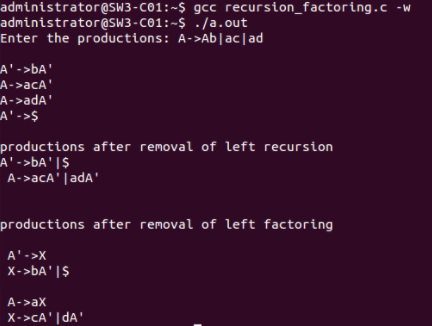 administrator@SW3-C01:~$ gcc recursion_factoring.c -w
administrator@SW3-C01:~$ ./a.out
Enter the productions: A->Ab|ac|ad
A'->bA'
A->acA'
A->adA'
A'->$
productions after removal of left recursion
A'->bA'|$
A->acA'|adA'
productions after removal of left factoring
A'->X
X->bA'|$
A->aX
X->cA'|dA'